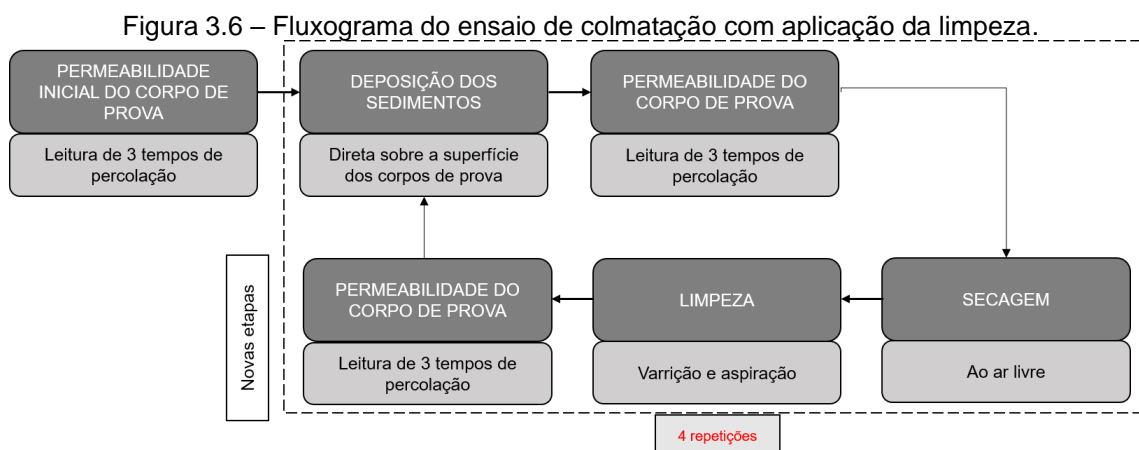 Figura 3.6 – Fluxograma do ensaio de colmatação com aplicação da limpeza.
PERMEABILIDADE
INICIAL DO CORPO DE
PROVA
Leitura de 3 tempos de
percolação
DEPOSIÇÃO DOS
SEDIMENTOS
Direta sobre a superfície
dos corpos de prova
PERMEABILIDADE DO
CORPO DE PROVA
Leitura de 3 tempos de
percolação
SECAGEM
Ao ar livre
LIMPEZA
Varrição e aspiração
PERMEABILIDADE DO
CORPO DE PROVA
Leitura de 3 tempos de
percolação
Novas etapas
4 repetições